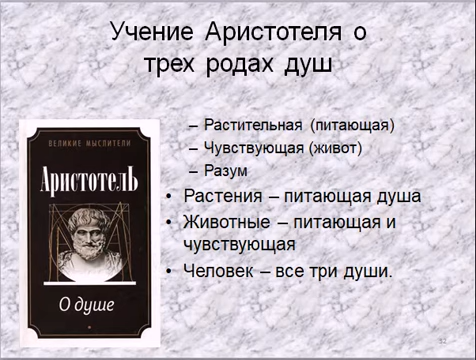 Учение Аристотеля о
трех родах душ
– Растительная (питающая)
– Чувствующая (живот)
– Разум
• Растения – питающая душа
• Животные – питающая и
чувствующая
• Человек – все три души.
ВЕЛИКИЕ МЫСЛИТЕЛИ
АристотелЬ
О душе
52